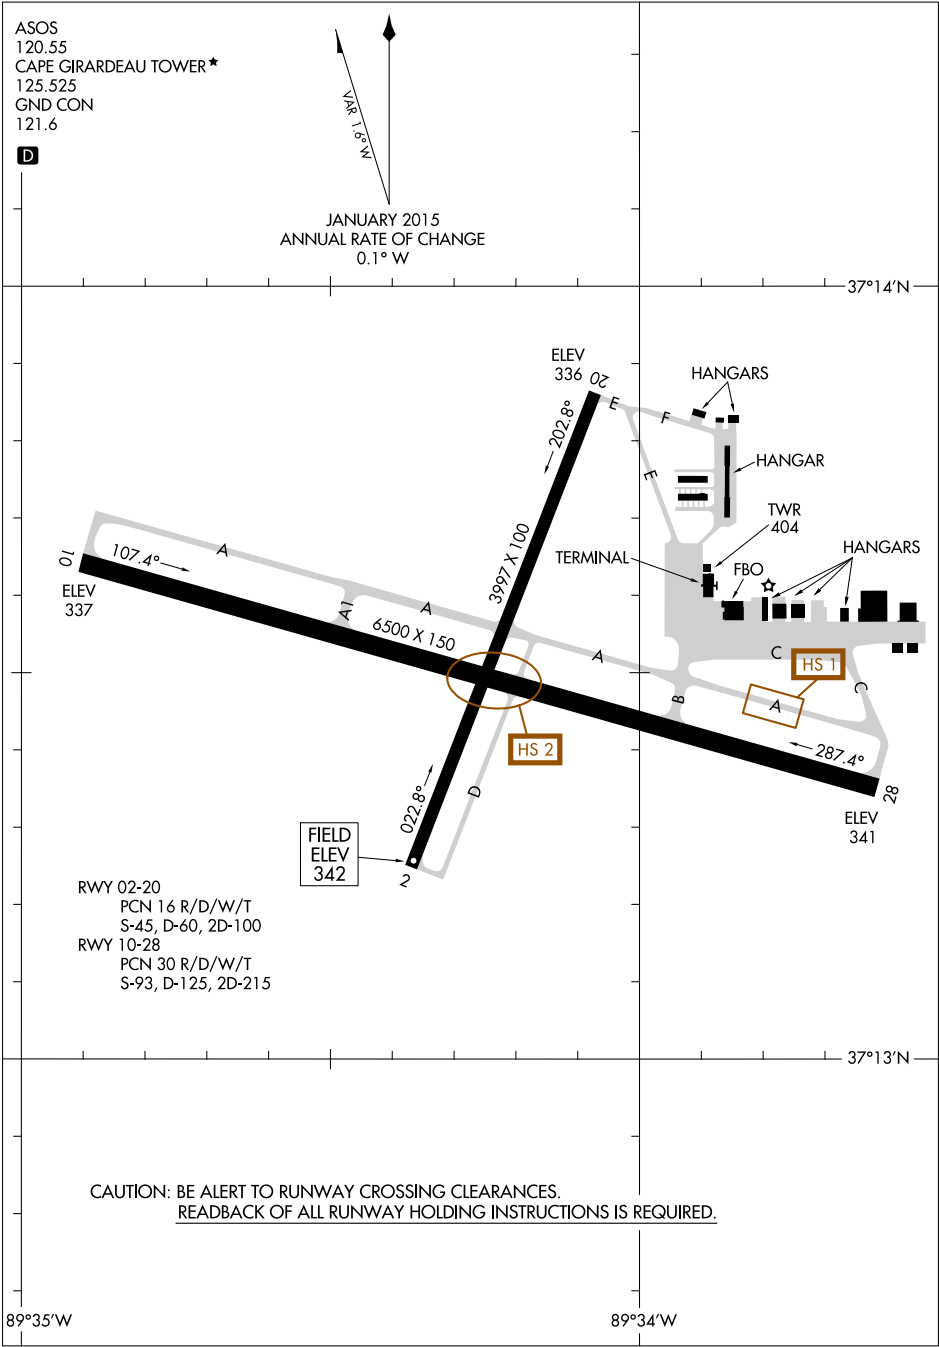 ASOS
120.55
CAPE GIRARDEAU TOWER★
125.525
GND CON
121.6
D
VAR 1.6° W
JANUARY 2015
ANNUAL RATE OF CHANGE
0.1° W
37°14'N
ELEV
336
20
HANGARS
E
F
202.8°
HANGAR
E
TWR
404
3997 X 100
TERMINAL
HANGARS
FBO
A
10
107.4°
ELEV
337
A1
A
6500 X 150
A
C
HS 1
B
A
C
HS 2
287.4°
28
D
022.8°
ELEV
341
FIELD
ELEV
342
2
RWY 02-20
PCN 16 R/D/W/T
S-45, D-60, 2D-100
RWY 10-28
PCN 30 R/D/W/T
S-93, D-125, 2D-215
37°13'N
CAUTION: BE ALERT TO RUNWAY CROSSING CLEARANCES.
READBACK OF ALL RUNWAY HOLDING INSTRUCTIONS IS REQUIRED.
89°35'W
89°34'W